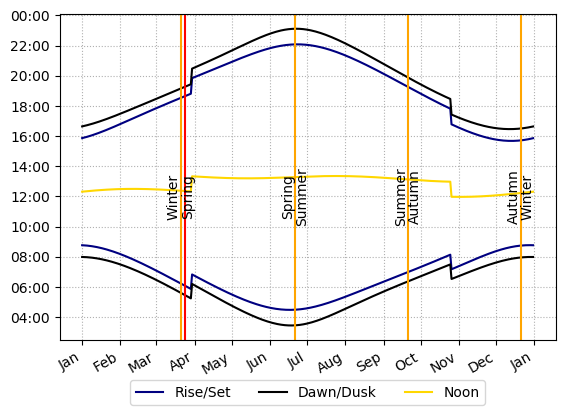 00:00
22:00
20:00
18:00
16:00
14:00
12:00
10:00
08:00
06:00
04:00
Winter
Spring
Spring
Summer
Summer
Autumn
Autumn
Winter
Jan
Feb
Mar
Apr
May
Jun
Jul
Aug
Sep
Oct
Nov
Dec
Jan
Rise/Set
Dawn/Dusk
Noon